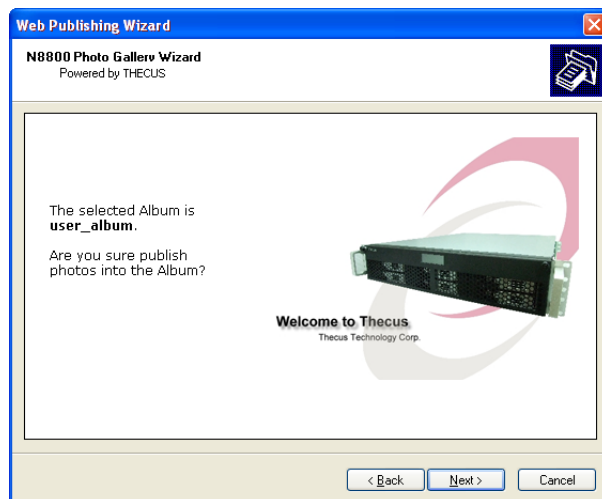 Web Publishing Wizard
N8800 Photo Gallery Wizard
Powered by THECUS
The selected Album is
user_album.
Are you sure publish
photos into the Album?
Welcome to Thecus
Thecus Technology Corp.
< Back
Next >
Cancel